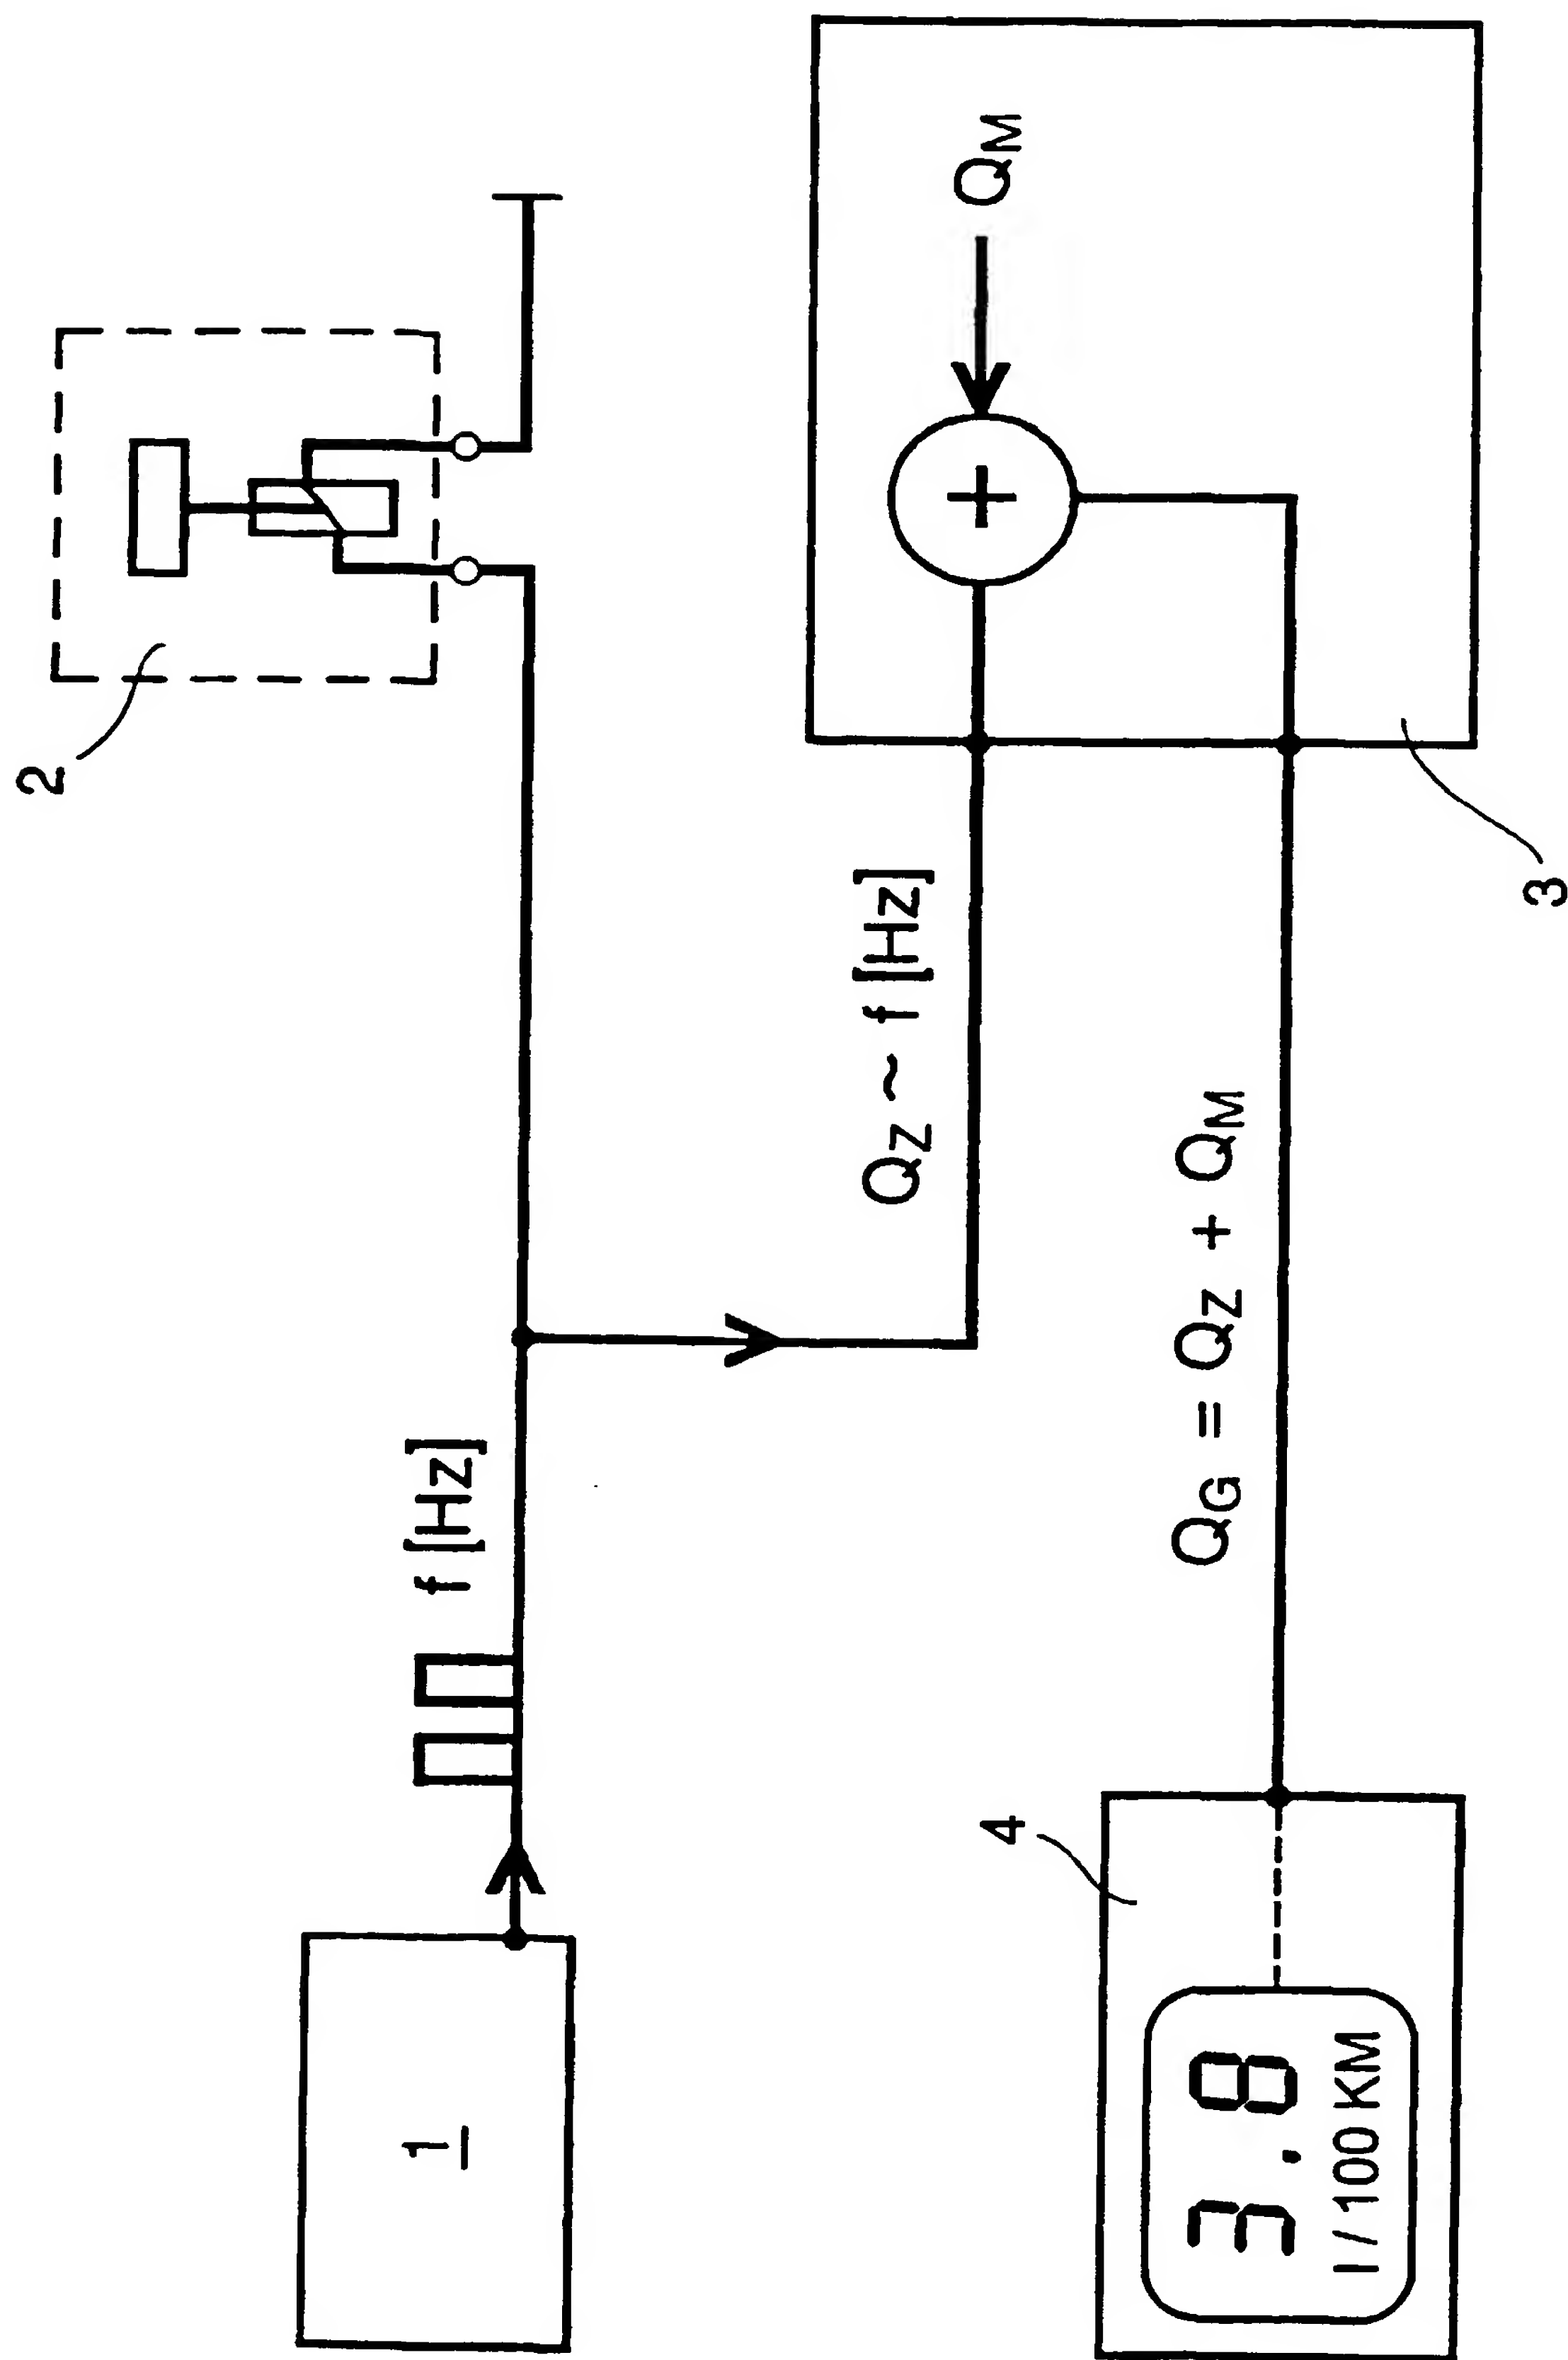 2
f [Hz]
1
Q_Z ~ f [Hz]
Q_M
+
3
Q_G = Q_Z + Q_M
4
3.8
l / 100 KM